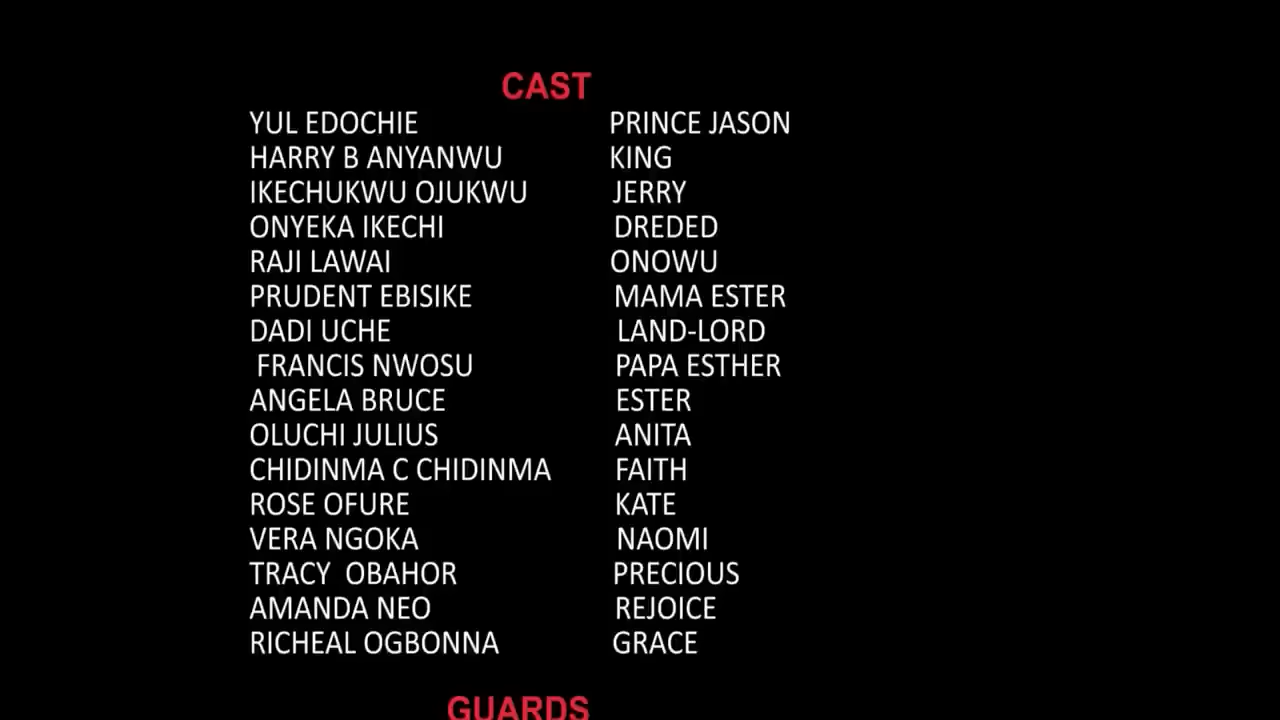 CAST
YUL EDOCHIE PRINCE JASON
HARRY B ANYANWU KING
IKECHUKWU OJUKWU JERRY
ONYEKA IKECHI DREDED
RAJI LAWAI ONOWU
PRUDENT EBISIKE MAMA ESTER
DADI UCHE LAND-LORD
FRANCIS NWOSU PAPA ESTHER
ANGELA BRUCE ESTER
OLUCHI JULIUS ANITA
CHIDINMA C CHIDINMA FAITH
ROSE OFURE KATE
VERA NGOKA NAOMI
TRACY OBAHOR PRECIOUS
AMANDA NEO REJOICE
RICHEAL OGBONNA GRACE
GUARDS